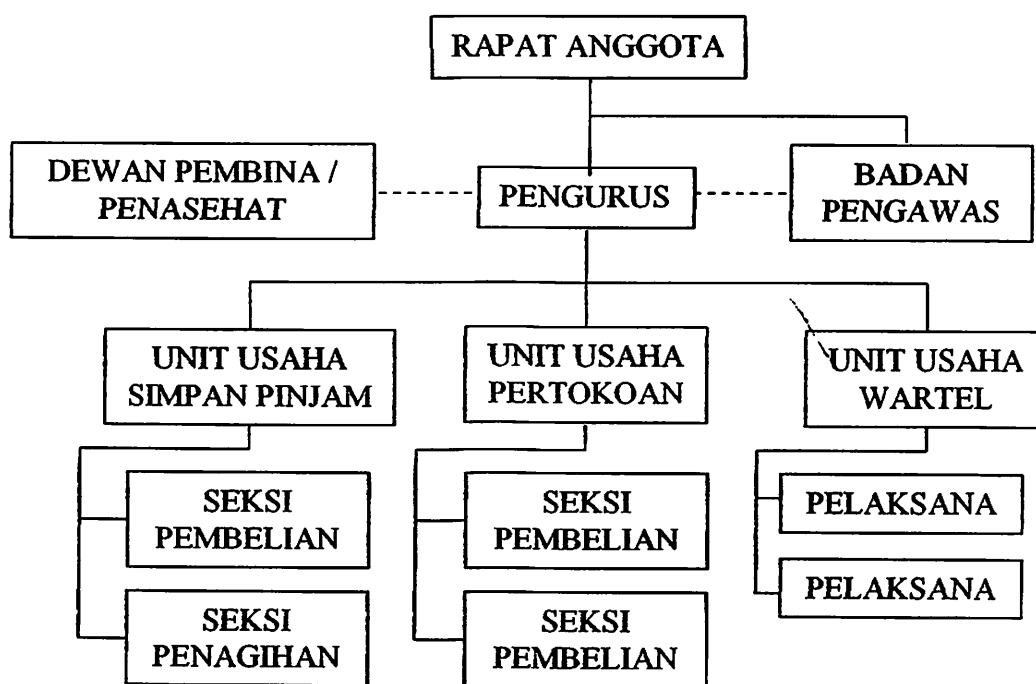 RAPAT ANGGOTA
DEWAN PEMBINA /
PENASEHAT
PENGURUS
BADAN
PENGAWAS
UNIT USAHA
SIMPAN PINJAM
UNIT USAHA
PERTOKOAN
UNIT USAHA
WARTEL
SEKSI
PEMBELIAN
SEKSI
PEMBELIAN
PELAKSANA
PELAKSANA
SEKSI
PENAGIHAN
SEKSI
PEMBELIAN